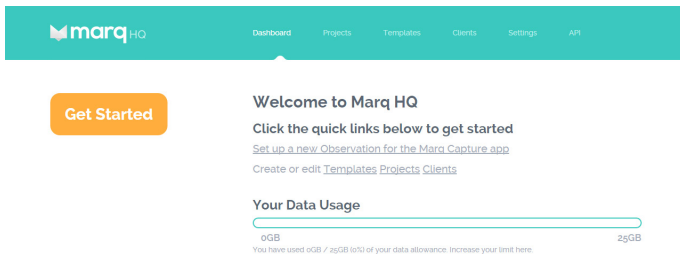 marq HQ
Dashboard Projects Templates Clients Settings API
Get Started
Welcome to Marq HQ
Click the quick links below to get started
Set up a new Observation for the Marq Capture app
Create or edit Templates Projects Clients
Your Data Usage
0GB 25GB
You have used 0GB / 25GB (0%) of your data allowance. Increase your limit here.